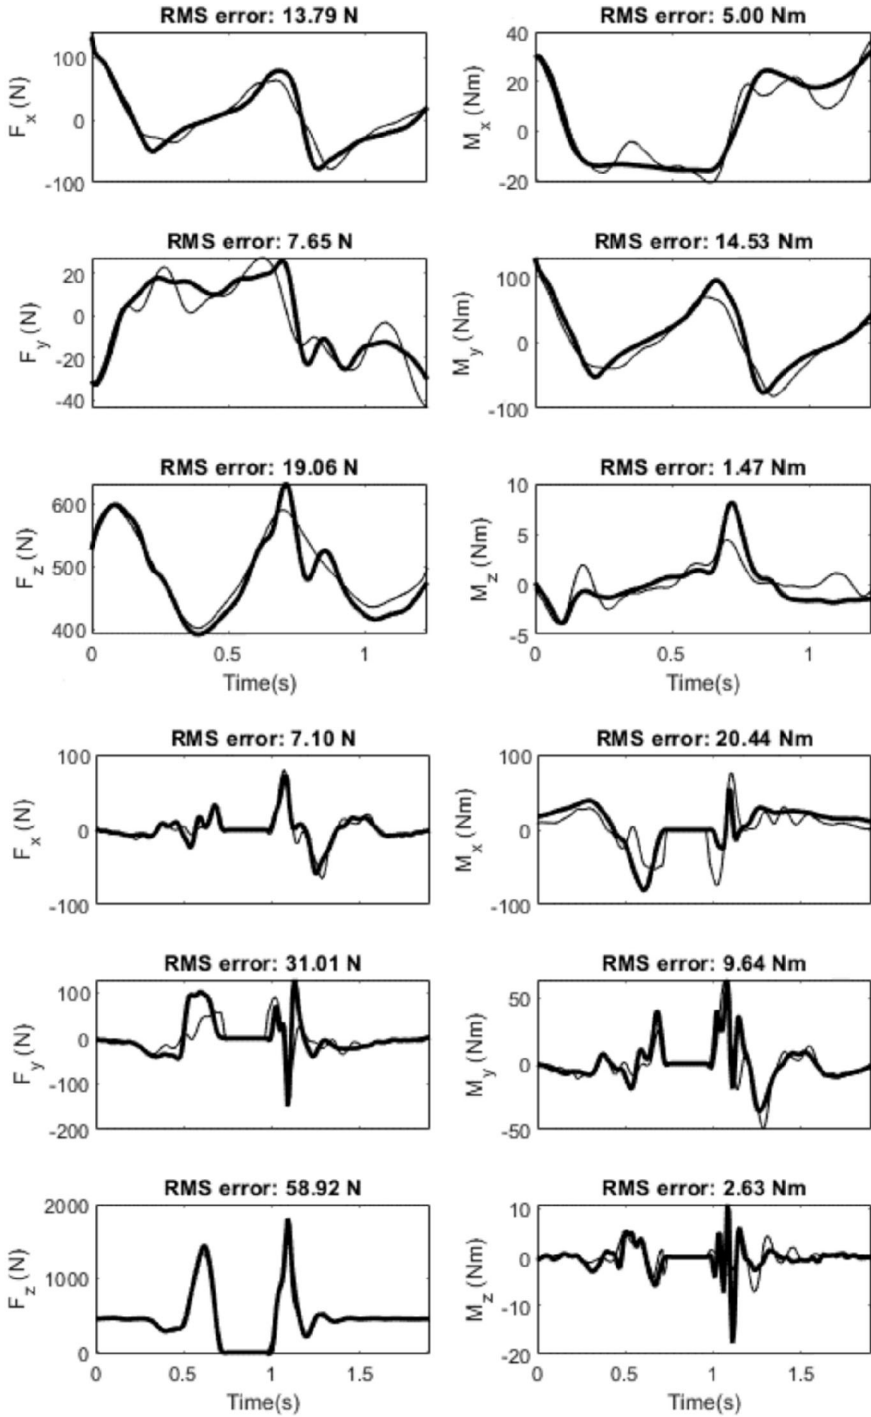 RMS error: 13.79 N
RMS error: 5.00 Nm
F_x (N)
100
0
-100
M_x (Nm)
40
20
0
-20
RMS error: 7.65 N
RMS error: 14.53 Nm
F_y (N)
20
0
-20
-40
M_y (Nm)
100
0
-100
RMS error: 19.06 N
RMS error: 1.47 Nm
F_z (N)
600
500
400
M_z (Nm)
10
5
0
-5
0 0.5 1
0 0.5 1
Time(s)
Time(s)
RMS error: 7.10 N
RMS error: 20.44 Nm
F_x (N)
100
0
-100
M_x (Nm)
100
0
-100
RMS error: 31.01 N
RMS error: 9.64 Nm
F_y (N)
100
0
-100
-200
M_y (Nm)
50
0
-50
RMS error: 58.92 N
RMS error: 2.63 Nm
F_z (N)
2000
1000
0
M_z (Nm)
10
0
-10
-20
0 0.5 1 1.5
0 0.5 1 1.5
Time(s)
Time(s)